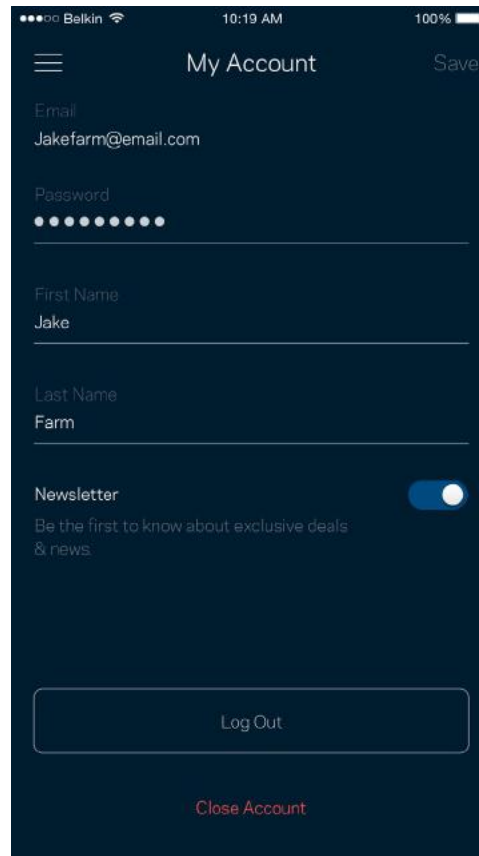 Belkin 10:19 AM 100%
My Account Save
Email
Jakefarm@email.com
Password
First Name
Jake
Last Name
Farm
Newsletter
Be the first to know about exclusive deals
& news.
Log Out
Close Account